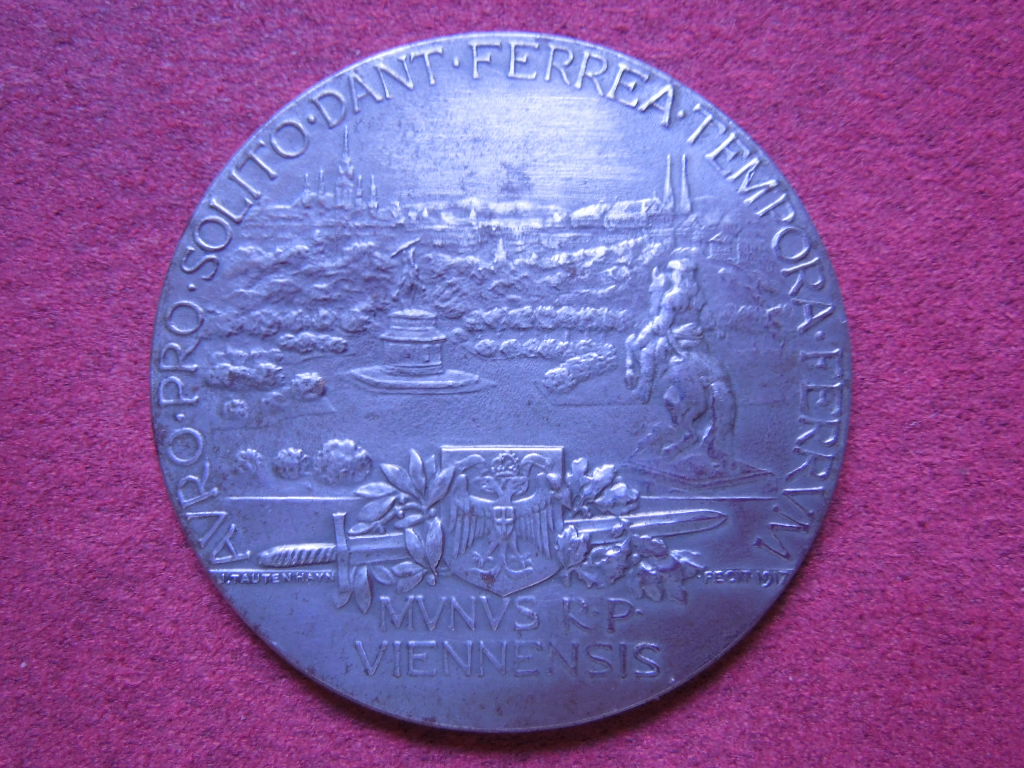 AVRO·PRO·SOLITO·DANT·FERREA·TEMPORA·FERRVM
J.TAUTENHAYN·FECIT 1917
MVNVS R·P·
VIENNENSIS